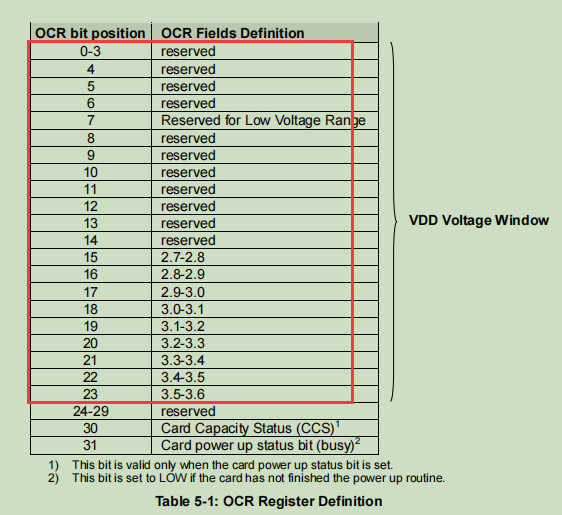 OCR bit position OCR Fields Definition
0-3 reserved
4 reserved
5 reserved
6 reserved
7 Reserved for Low Voltage Range
8 reserved
9 reserved
10 reserved
11 reserved
12 reserved
13 reserved
14 reserved
15 2.7-2.8
16 2.8-2.9
17 2.9-3.0
18 3.0-3.1
19 3.1-3.2
20 3.2-3.3
21 3.3-3.4
22 3.4-3.5
23 3.5-3.6
VDD Voltage Window
24-29 reserved
30 Card Capacity Status (CCS)1
31 Card power up status bit (busy)2
1) This bit is valid only when the card power up status bit is set.
2) This bit is set to LOW if the card has not finished the power up routine.
Table 5-1: OCR Register Definition